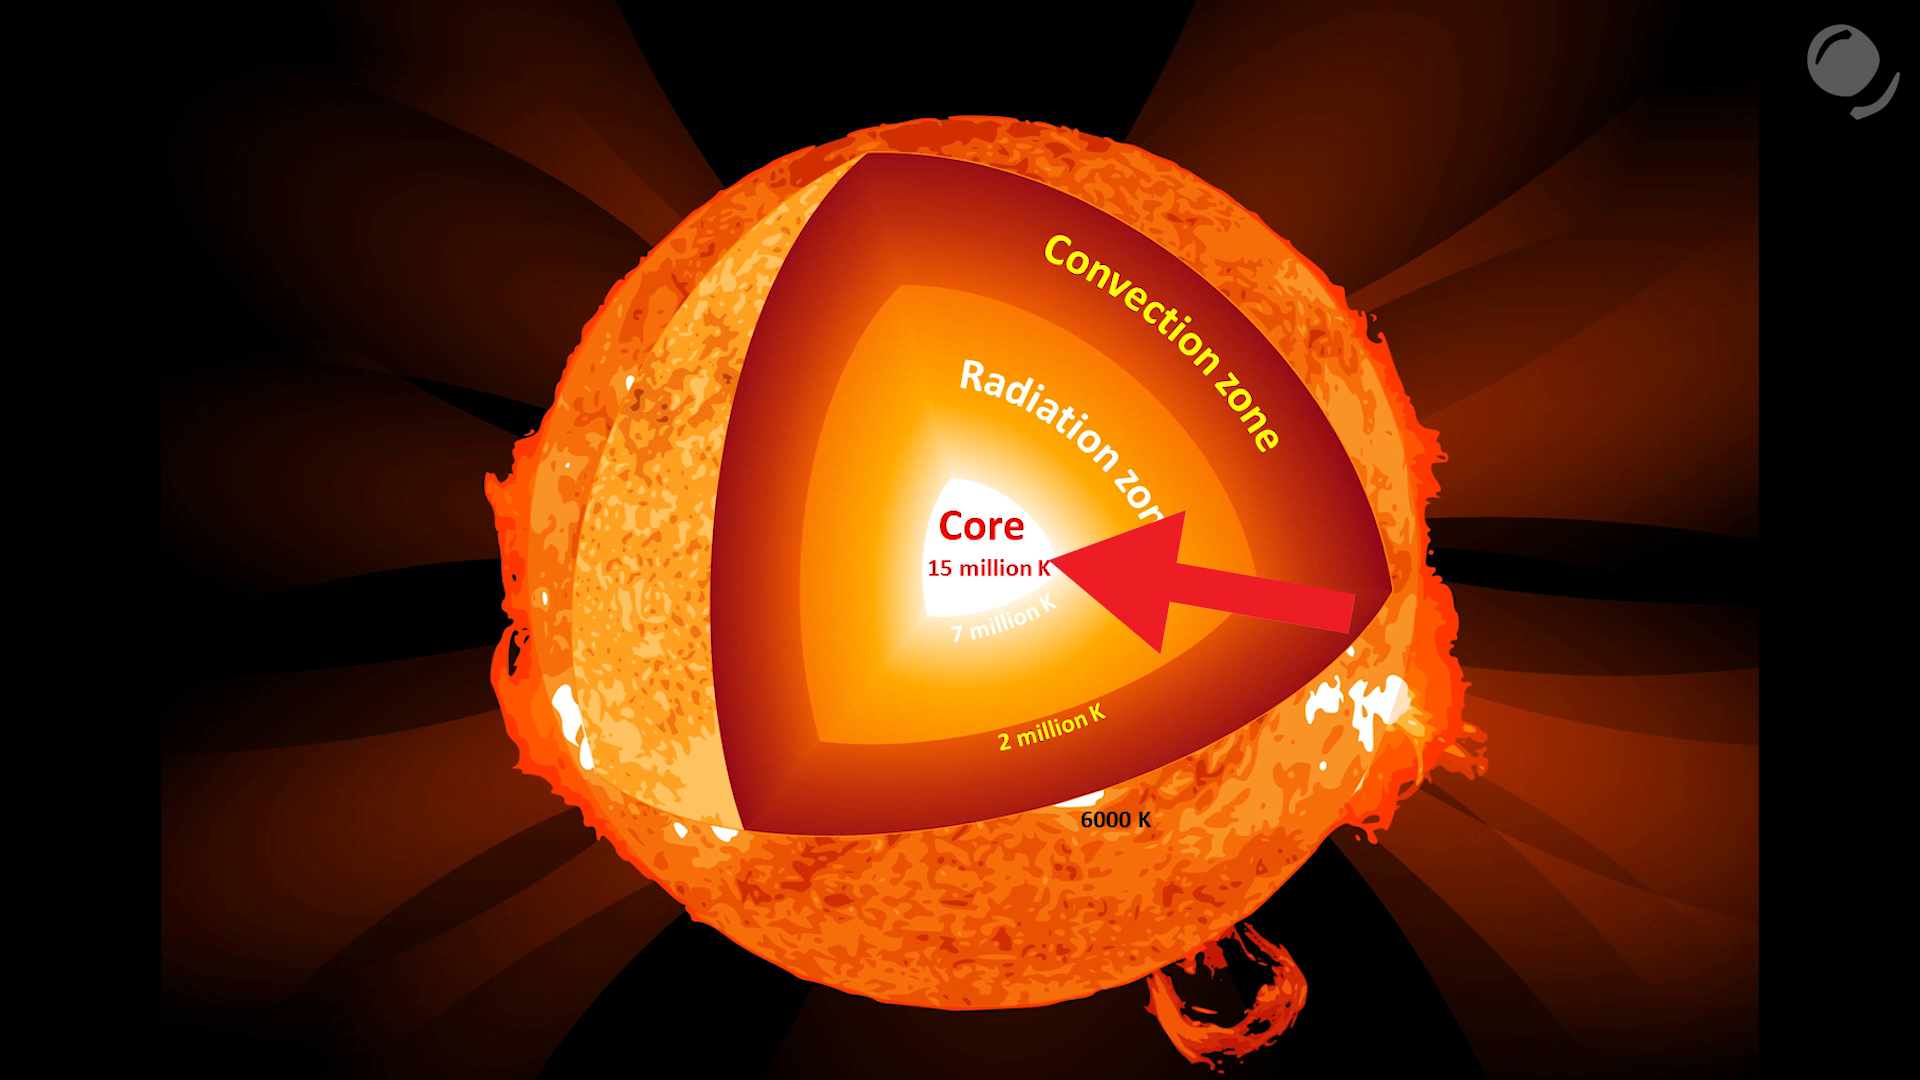 Convection zone
Radiation zon
Core
15 million K
7 million K
2 million K
6000 K